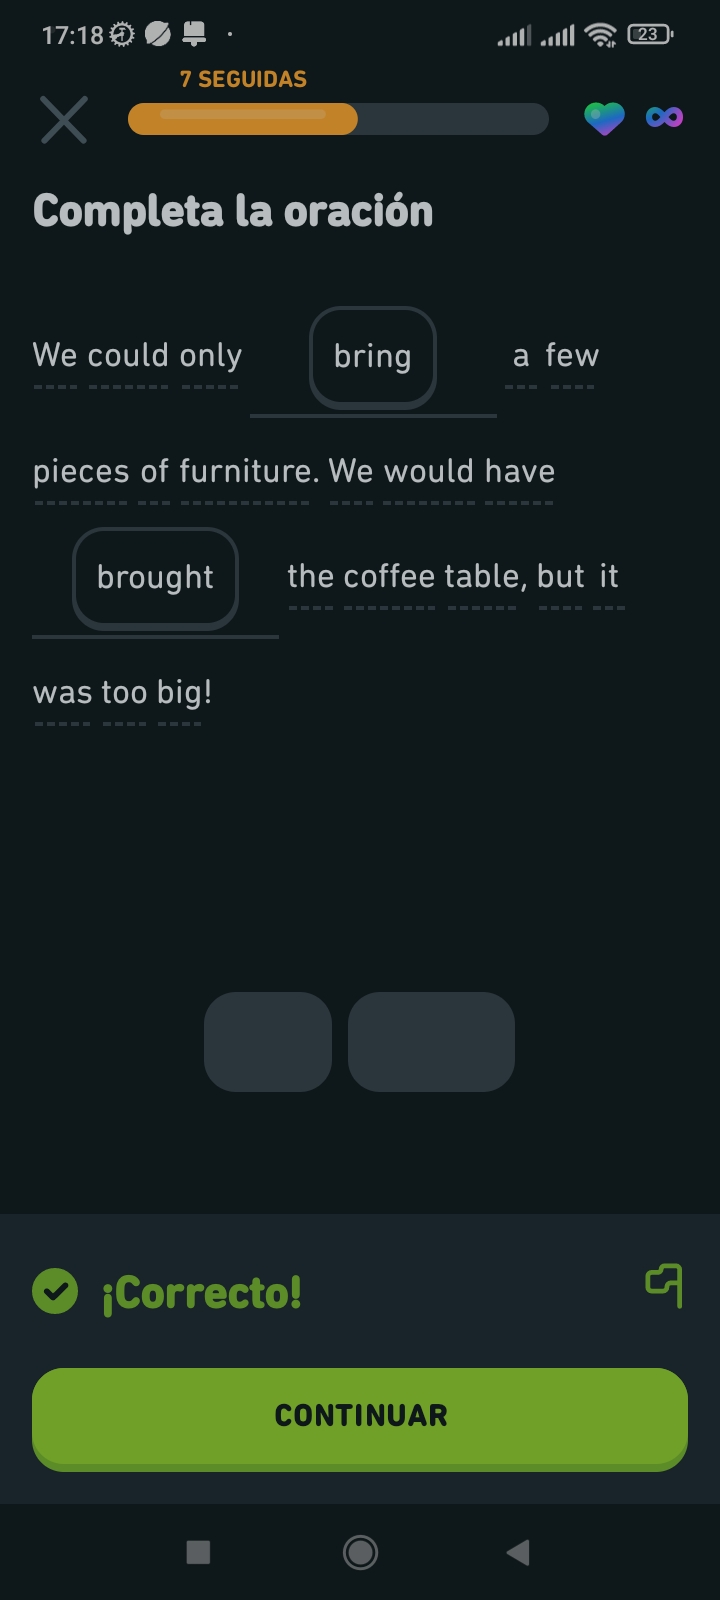 17:18
23
7 SEGUIDAS
Completa la oración
We could only bring a few
pieces of furniture. We would have
brought the coffee table, but it
was too big!
¡Correcto!
CONTINUAR